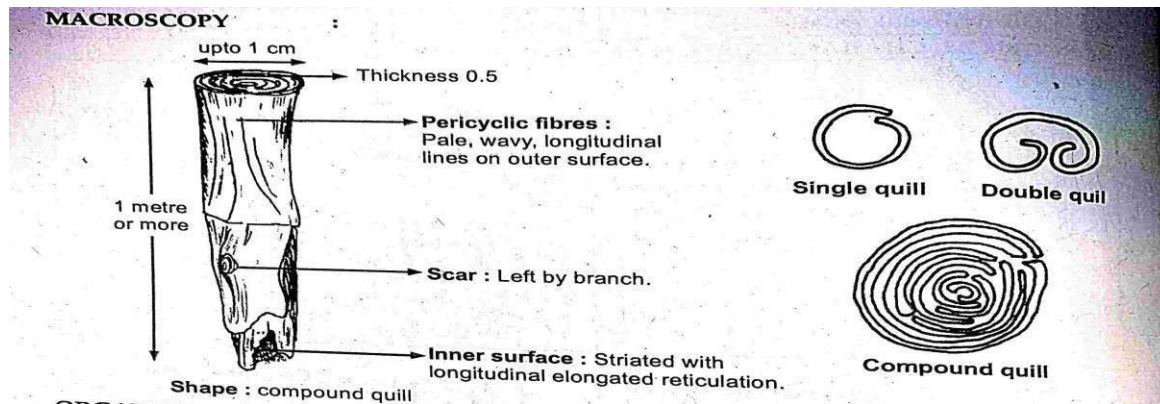 MACROSCOPY :
upto 1 cm
Thickness 0.5
Pericyclic fibres :
Pale, wavy, longitudinal
lines on outer surface.
1 metre
or more
Scar : Left by branch.
Inner surface : Striated with
longitudinal elongated reticulation.
Shape : compound quill
Single quill
Double quil
Compound quill